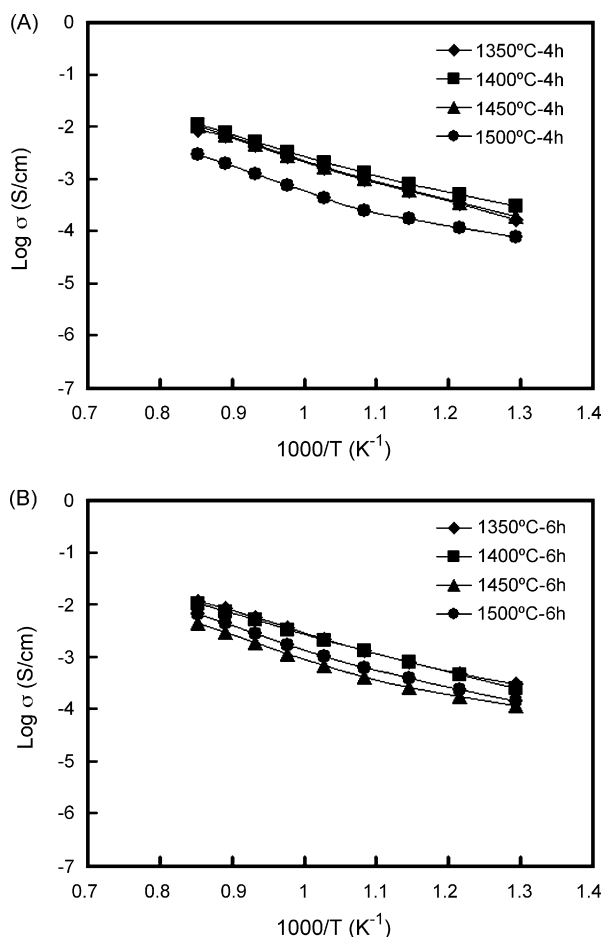 (A)
0
-1
-2
-3
-4
-5
-6
-7
Log σ (S/cm)
1350ºC-4h
1400ºC-4h
1450ºC-4h
1500ºC-4h
0.7 0.8 0.9 1 1.1 1.2 1.3 1.4
1000/T (K⁻¹)
(B)
0
-1
-2
-3
-4
-5
-6
-7
Log σ (S/cm)
1350ºC-6h
1400ºC-6h
1450ºC-6h
1500ºC-6h
0.7 0.8 0.9 1 1.1 1.2 1.3 1.4
1000/T (K⁻¹)